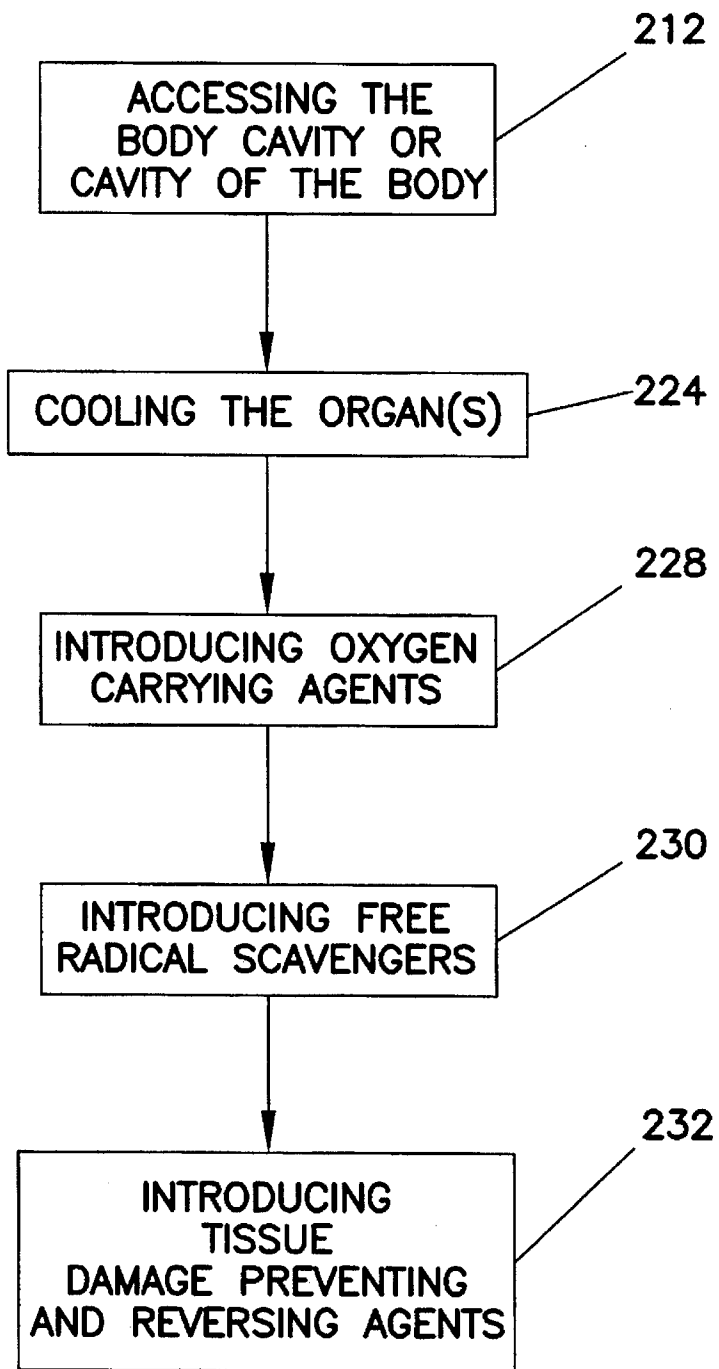 212
ACCESSING THE
BODY CAVITY OR
CAVITY OF THE BODY
224
COOLING THE ORGAN(S)
228
INTRODUCING OXYGEN
CARRYING AGENTS
230
INTRODUCING FREE
RADICAL SCAVENGERS
232
INTRODUCING
TISSUE
DAMAGE PREVENTING
AND REVERSING AGENTS